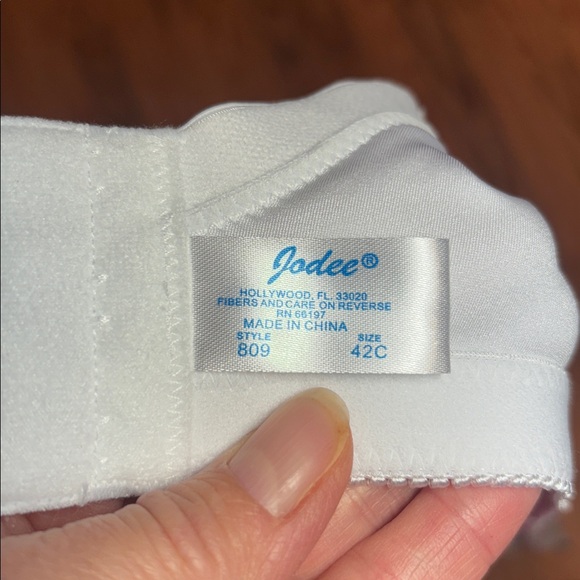 Jodee®
HOLLYWOOD, FL. 33020
FIBERS AND CARE ON REVERSE
RN 66197
MADE IN CHINA
STYLE SIZE
809 42C